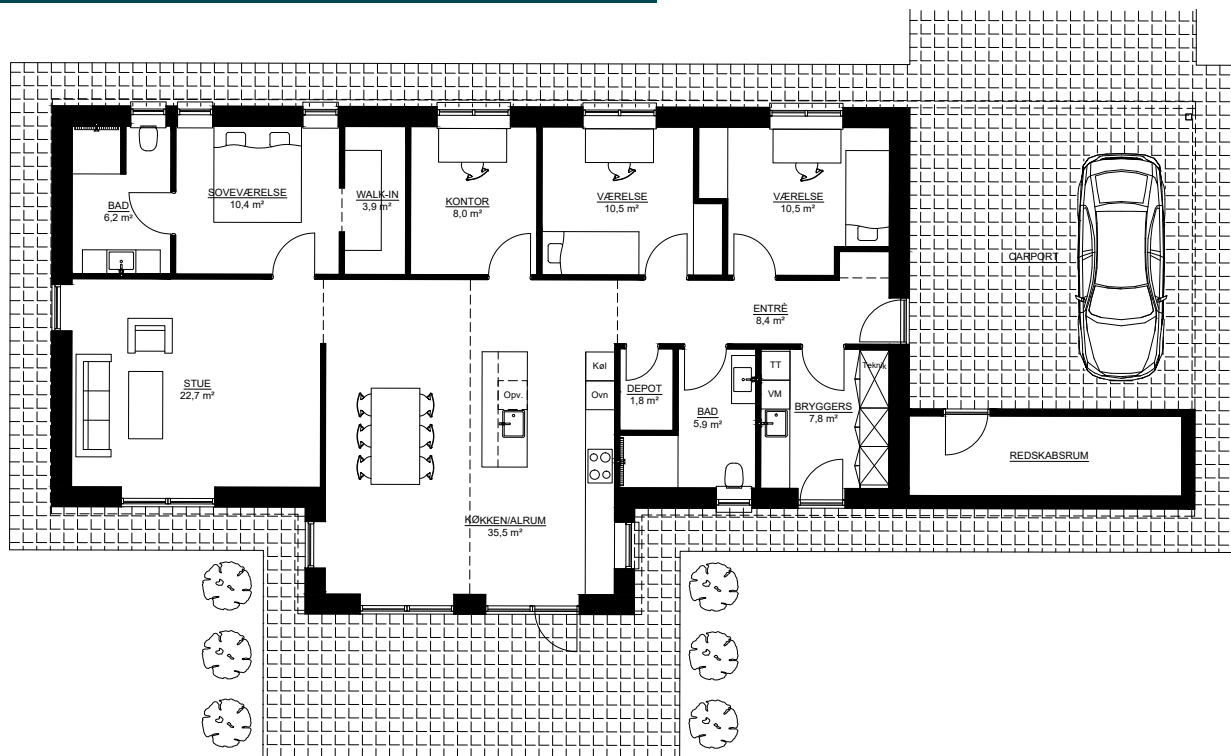 BAD
6,2 m²
SOVEVÆRELSE
10,4 m²
WALK-IN
3,9 m²
KONTOR
8,0 m²
VÆRELSE
10,5 m²
VÆRELSE
10,5 m²
CARPORT
ENTRÈ
8,4 m²
STUE
22,7 m²
Køl
Ovn
Opv.
DEPOT
1,8 m²
BAD
5,9 m²
TT
VM
BRYGGERS
7,8 m²
Teknik
REDSKABSRUM
KØKKEN/ALRUM
35,5 m²